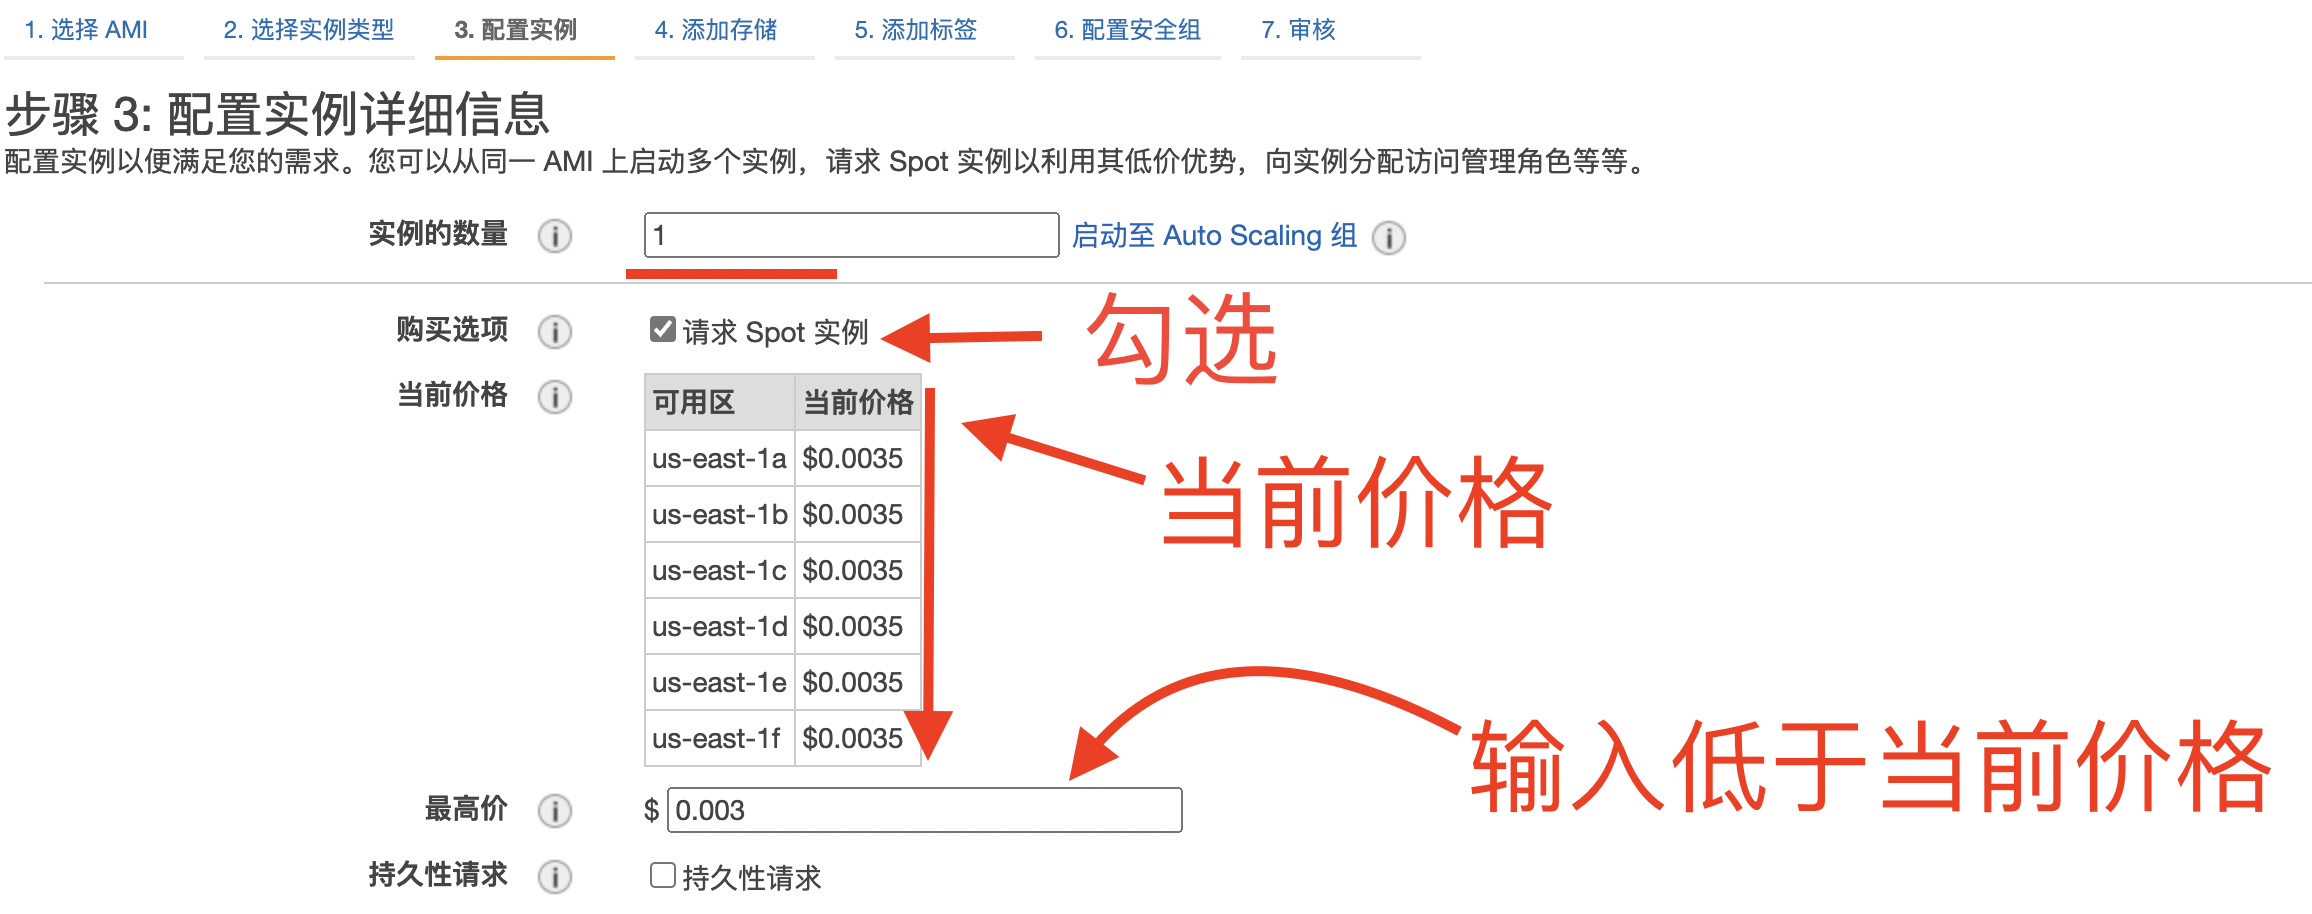 1. 选择 AMI 2. 选择实例类型 3. 配置实例 4. 添加存储 5. 添加标签 6. 配置安全组 7. 审核
步骤 3: 配置实例详细信息
配置实例以便满足您的需求。您可以从同一 AMI 上启动多个实例，请求 Spot 实例以利用其低价优势，向实例分配访问管理角色等等。
实例的数量 1 启动至 Auto Scaling 组
购买选项 请求 Spot 实例 勾选
当前价格 可用区 当前价格
us-east-1a $0.0035
当前价格
us-east-1b $0.0035
us-east-1c $0.0035
us-east-1d $0.0035
us-east-1e $0.0035
us-east-1f $0.0035
输入低于当前价格
最高价 $ 0.003
持久性请求 持久性请求